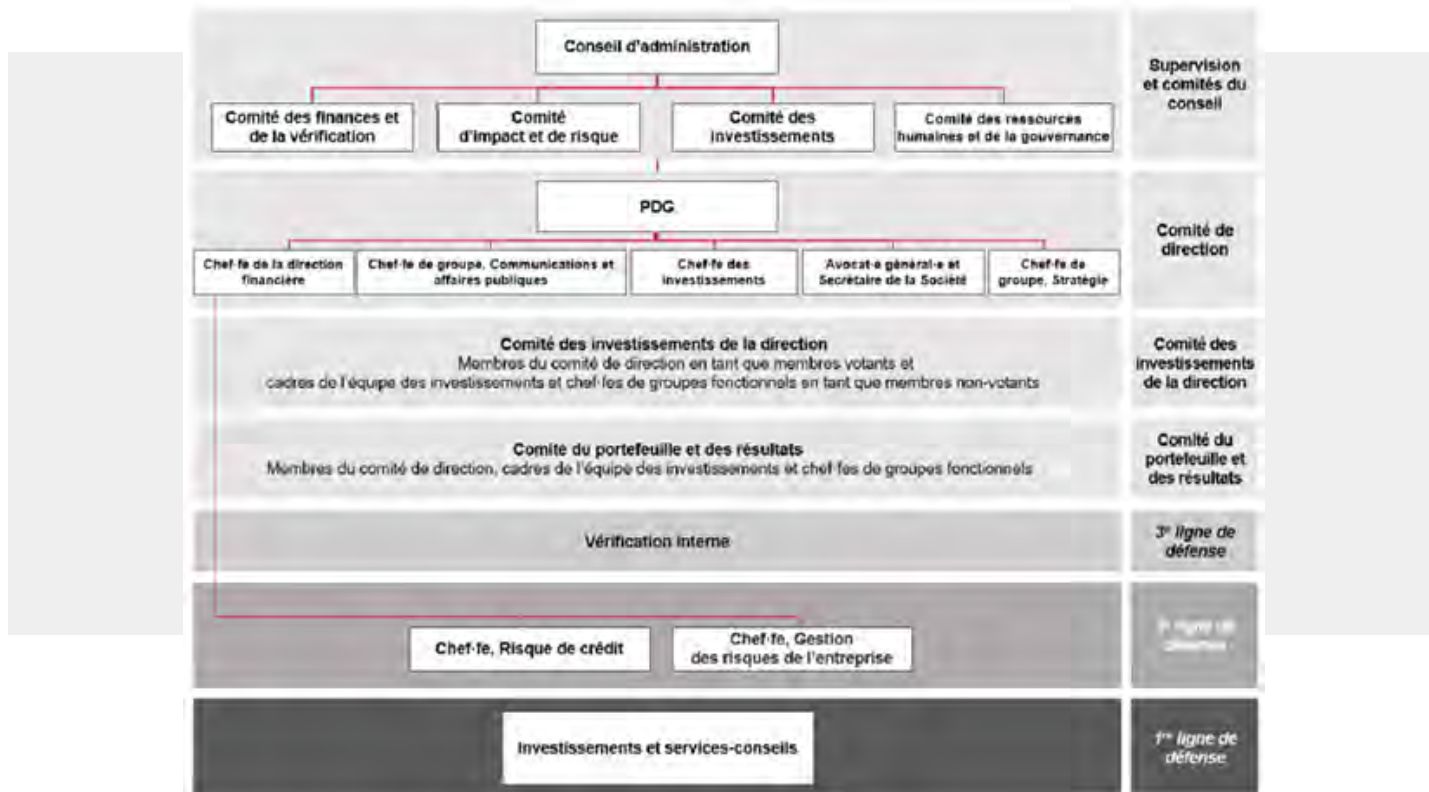 Conseil d'administration
Supervision
et comités du
conseil
Comité des finances et
de la vérification
Comité
d'impact et de risque
Comité des
investissements
Comité des ressources
humaines et de la gouvernance
PDG
Comité de
direction
Chef·fe de la direction
financière
Chef·fe de groupe, Communications et
affaires publiques
Chef·fe des
investissements
Avocat·e général·e et
Secrétaire de la Société
Chef·fe de
groupe, Stratégie
Comité des investissements de la direction
Membres du comité de direction en tant que membres votants et
cadres de l'équipe des investissements et chef·fes de groupes fonctionnels en tant que membres non-votants
Comité des
investissements
de la direction
Comité du portefeuille et des résultats
Membres du comité de direction, cadres de l'équipe des investissements et chef·fes de groupes fonctionnels
Comité du
portefeuille et
des résultats
Vérification interne
3e ligne de
défense
Chef·fe, Risque de crédit
Chef·fe, Gestion
des risques de l'entreprise
ligne de
Investissements et services-conseils
1re ligne de
défense